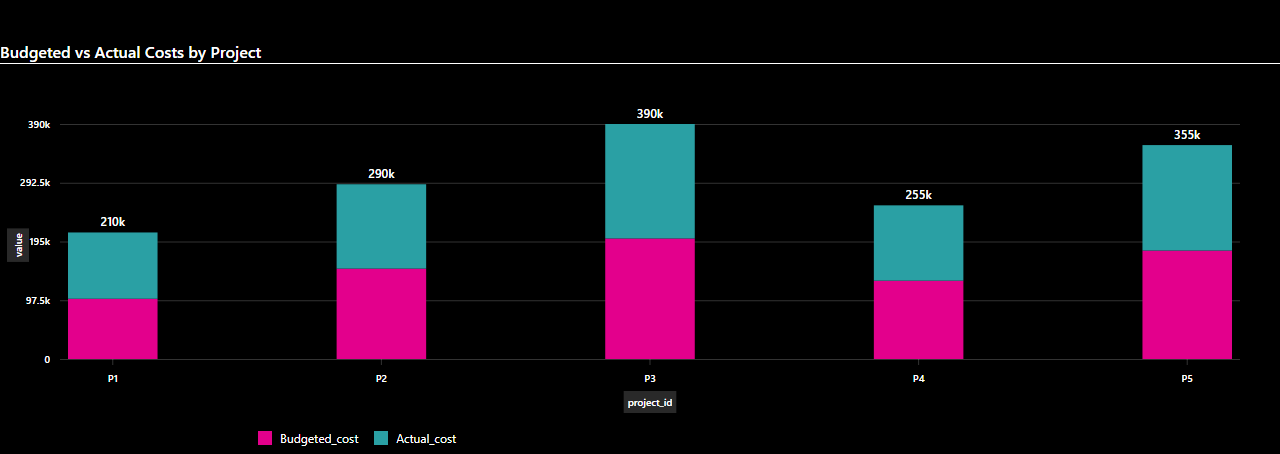 Budgeted vs Actual Costs by Project
390k
355k
390k
290k
255k
292.5k
210k
value
195k
97.5k
0
P1 P2 P3 P4 P5
project_id
Budgeted_cost Actual_cost